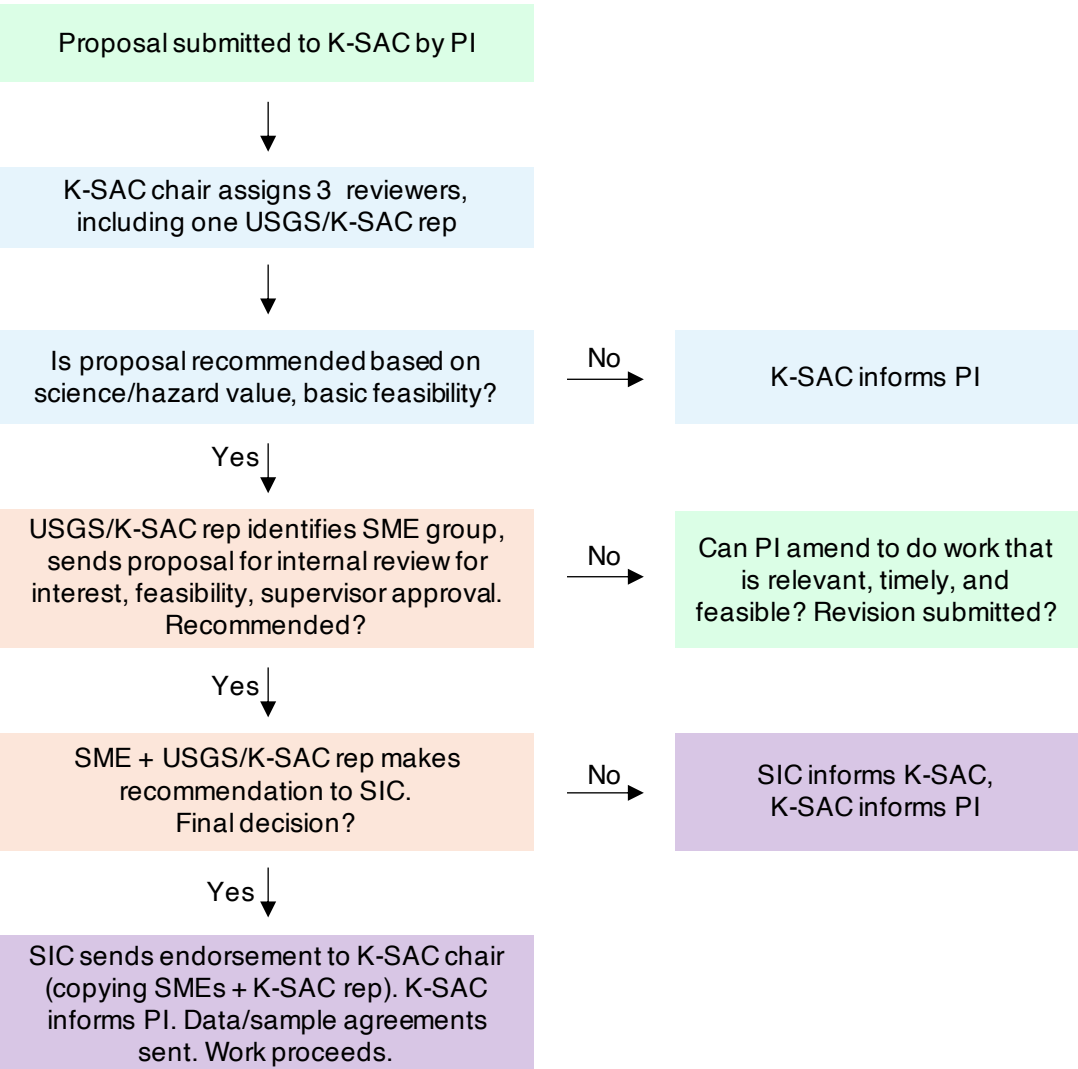 Proposal submitted to K-SAC by PI
K-SAC chair assigns 3 reviewers,
including one USGS/K-SAC rep
Is proposal recommended based on
science/hazard value, basic feasibility?
No
K-SAC informs PI
Yes
USGS/K-SAC rep identifies SME group,
sends proposal for internal review for
interest, feasibility, supervisor approval.
Recommended?
No
Can PI amend to do work that
is relevant, timely, and
feasible? Revision submitted?
Yes
SME + USGS/K-SAC rep makes
recommendation to SIC.
Final decision?
No
SIC informs K-SAC,
K-SAC informs PI
Yes
SIC sends endorsement to K-SAC chair
(copying SMEs + K-SAC rep). K-SAC
informs PI. Data/sample agreements
sent. Work proceeds.